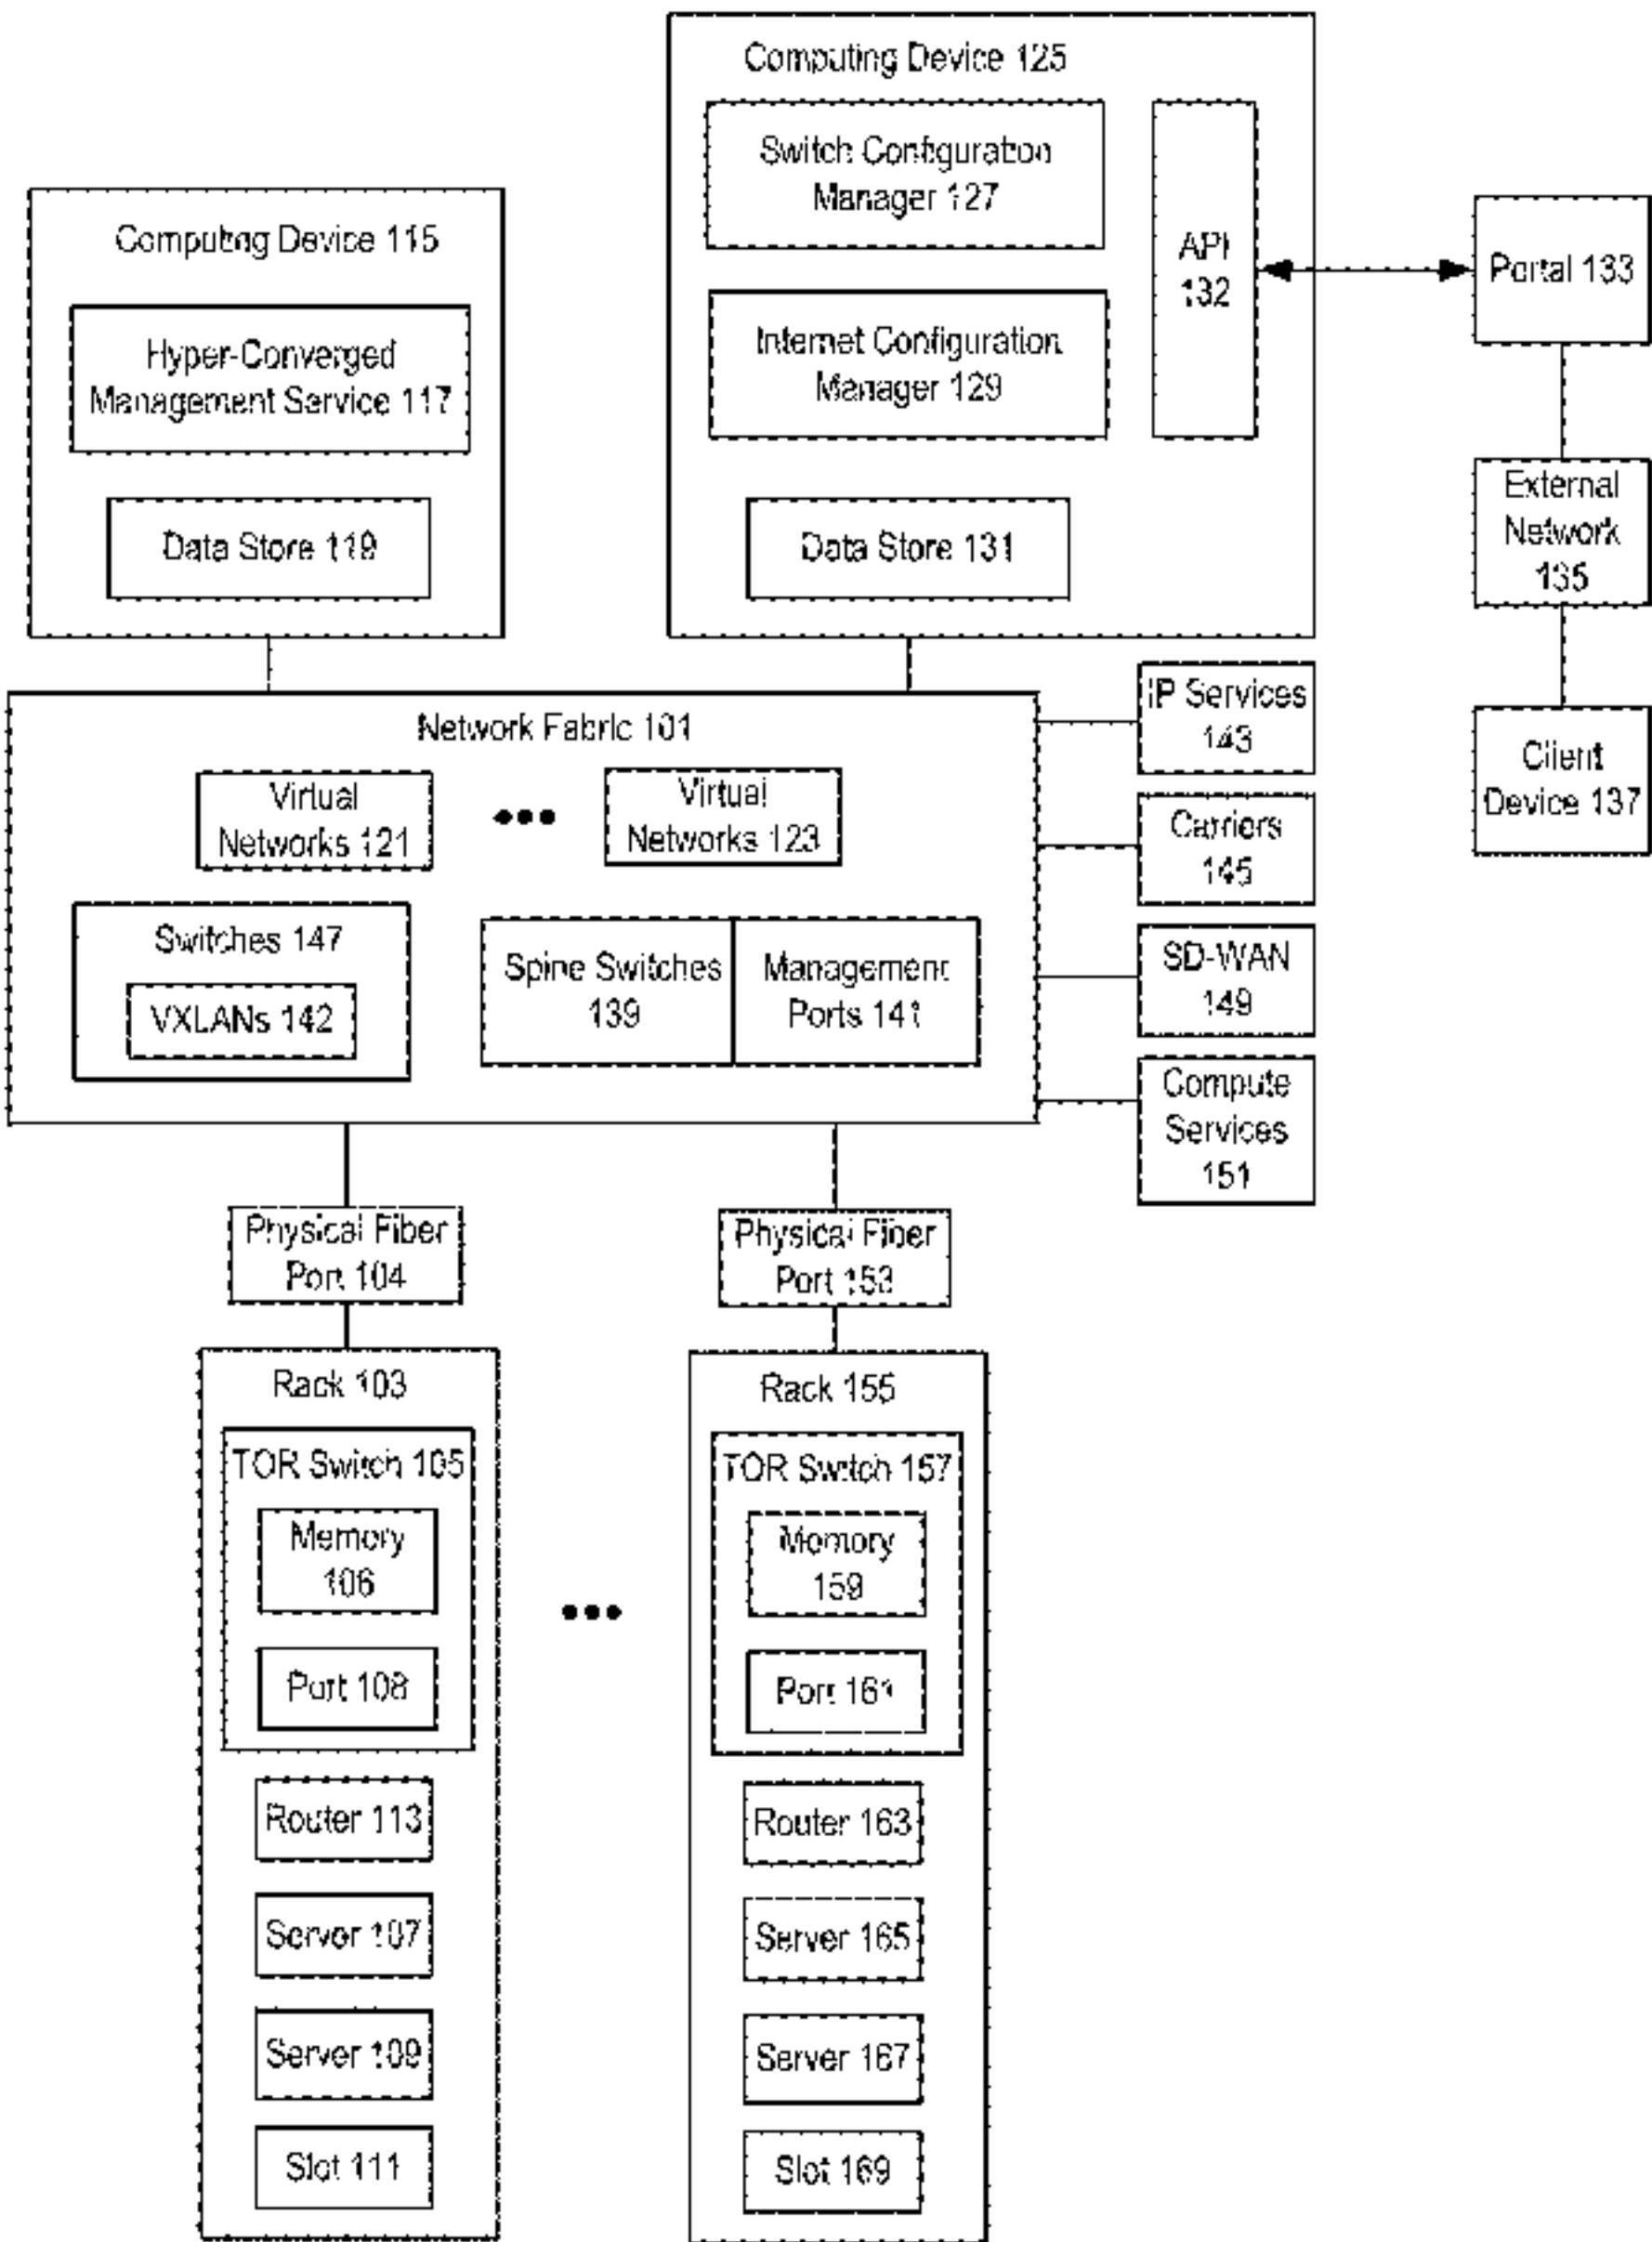 Computing Device 125
Switch Configuration
Manager 127
API
132
Internet Configuration
Manager 129
Data Store 131
Computing Device 115
Hyper-Converged
Management Service 117
Data Store 119
Portal 133
External
Network
135
Client
Device 137
Network Fabric 101
Virtual
Networks 121
Virtual
Networks 123
Switches 147
VXLANs 142
Spine Switches
139
Management
Ports 141
IP Services
143
Carriers
145
SD-WAN
149
Compute
Services
151
Physical Fiber
Port 104
Physical Fiber
Port 153
Rack 103
TOR Switch 105
Memory
106
Port 108
Router 113
Server 107
Server 109
Slot 111
Rack 155
TOR Switch 157
Memory
159
Port 161
Router 163
Server 165
Server 167
Slot 169